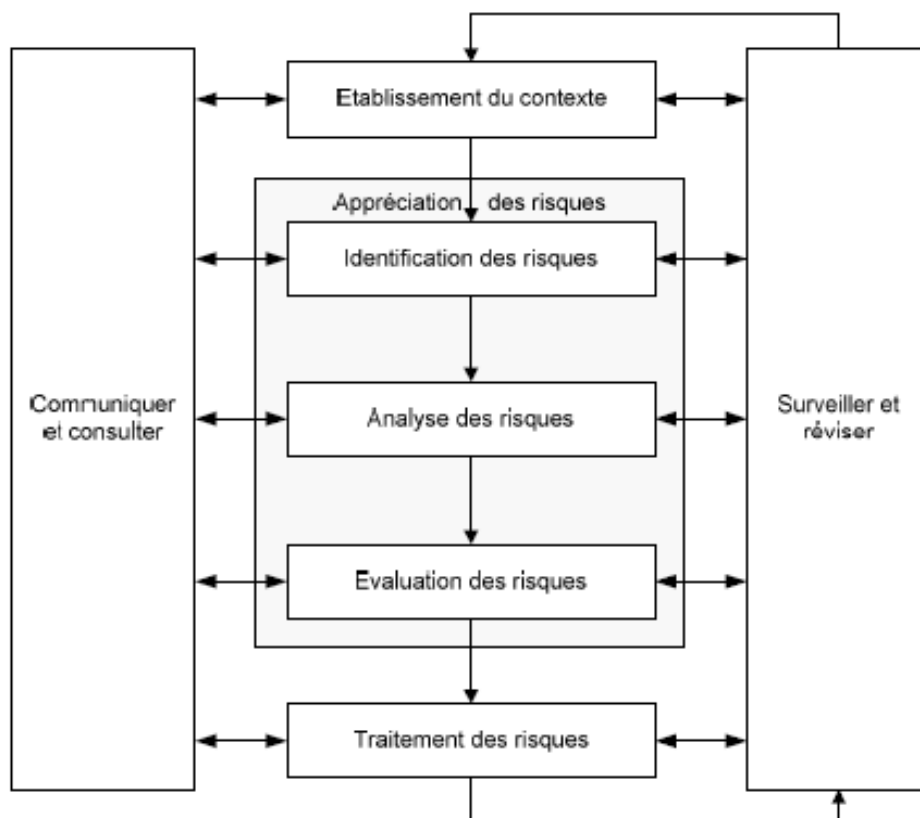 Etablissement du contexte
Appréciation des risques
Identification des risques
Communiquer
et consulter
Analyse des risques
Surveiller et
réviser
Evaluation des risques
Traitement des risques